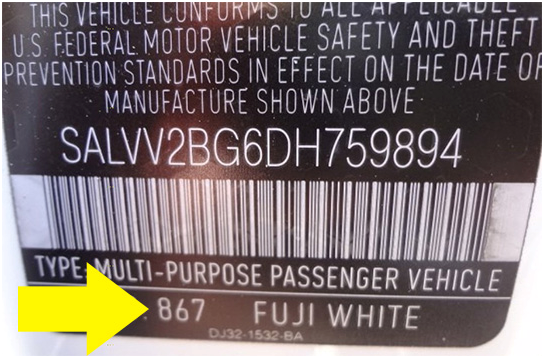 THIS VEHICLE CONFORMS TO ALL APPLICABLE
U.S. FEDERAL MOTOR VEHICLE SAFETY AND THEFT
PREVENTION STANDARDS IN EFFECT ON THE DATE OF
MANUFACTURE SHOWN ABOVE
SALVV2BG6DH759894
TYPE: MULTI-PURPOSE PASSENGER VEHICLE
867 FUJI WHITE
DJ32-1532-BA